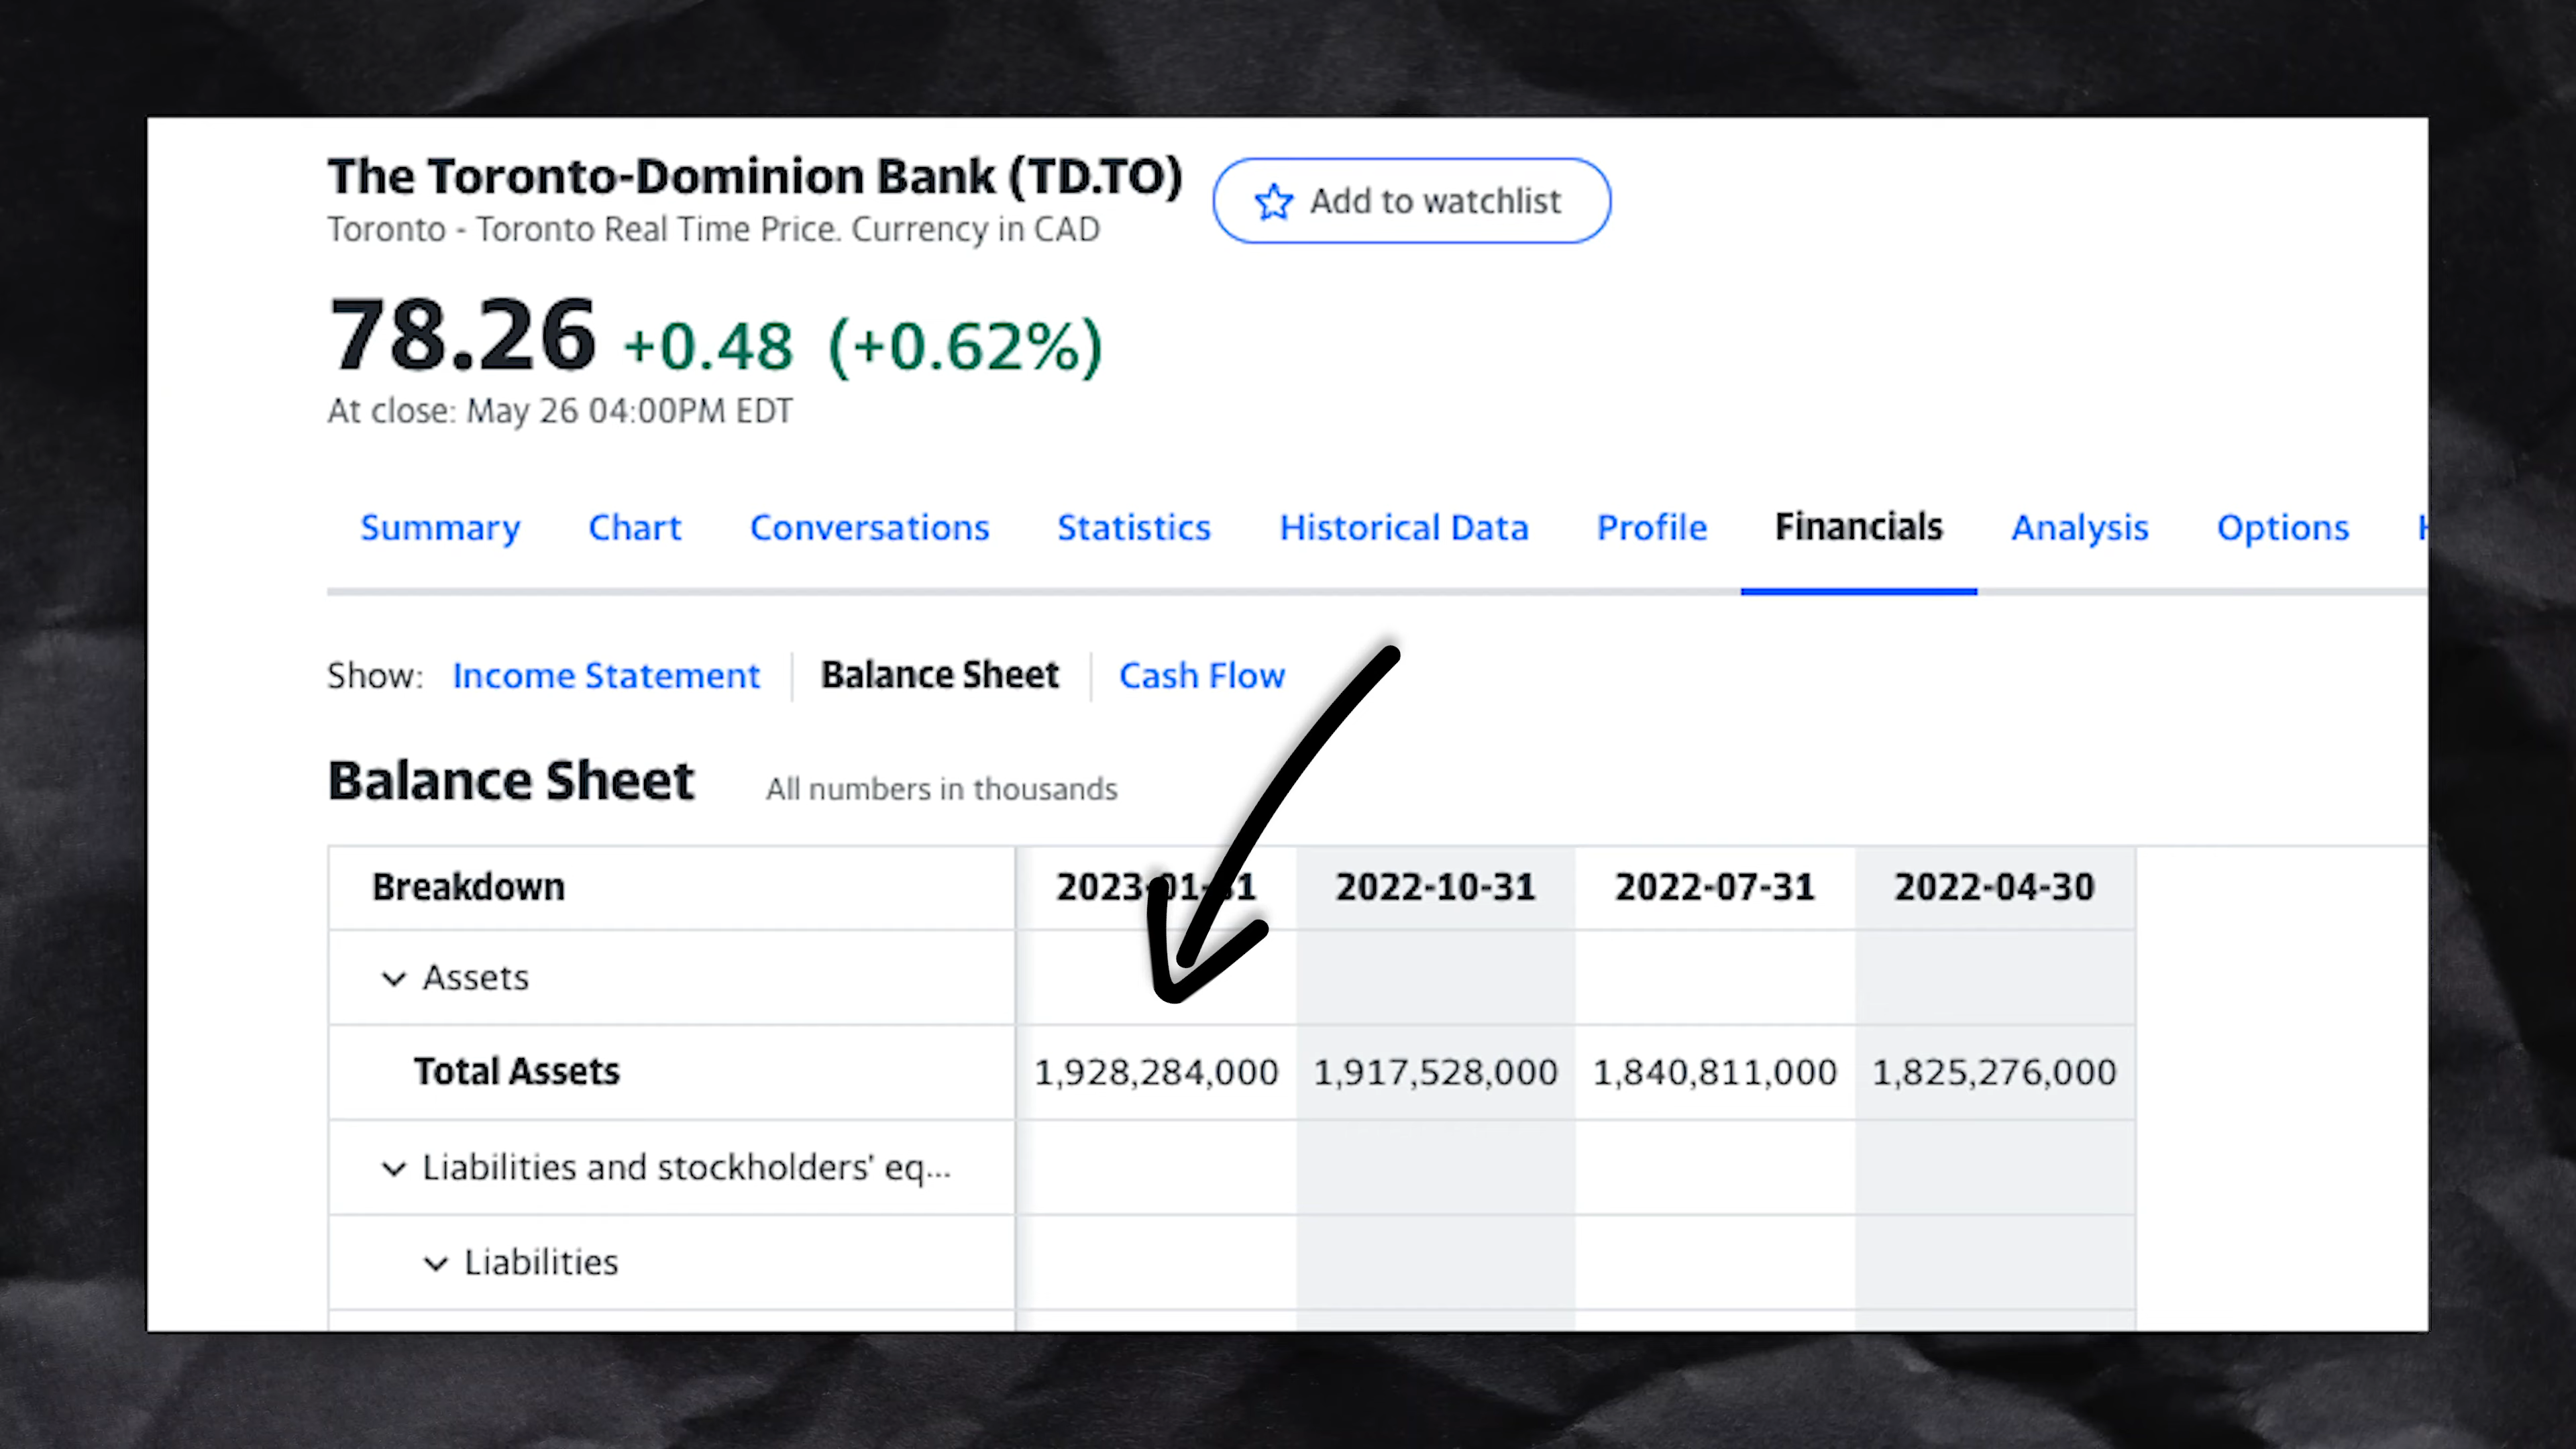 The Toronto-Dominion Bank (TD.TO)
Add to watchlist
Toronto - Toronto Real Time Price. Currency in CAD
78.26 +0.48 (+0.62%)
At close: May 26 04:00PM EDT
Summary Chart Conversations Statistics Historical Data Profile Financials Analysis Options
Show: Income Statement Balance Sheet Cash Flow
Balance Sheet All numbers in thousands
Breakdown 2023-01-31 2022-10-31 2022-07-31 2022-04-30
Assets
Total Assets 1,928,284,000 1,917,528,000 1,840,811,000 1,825,276,000
Liabilities and stockholders' eq...
Liabilities